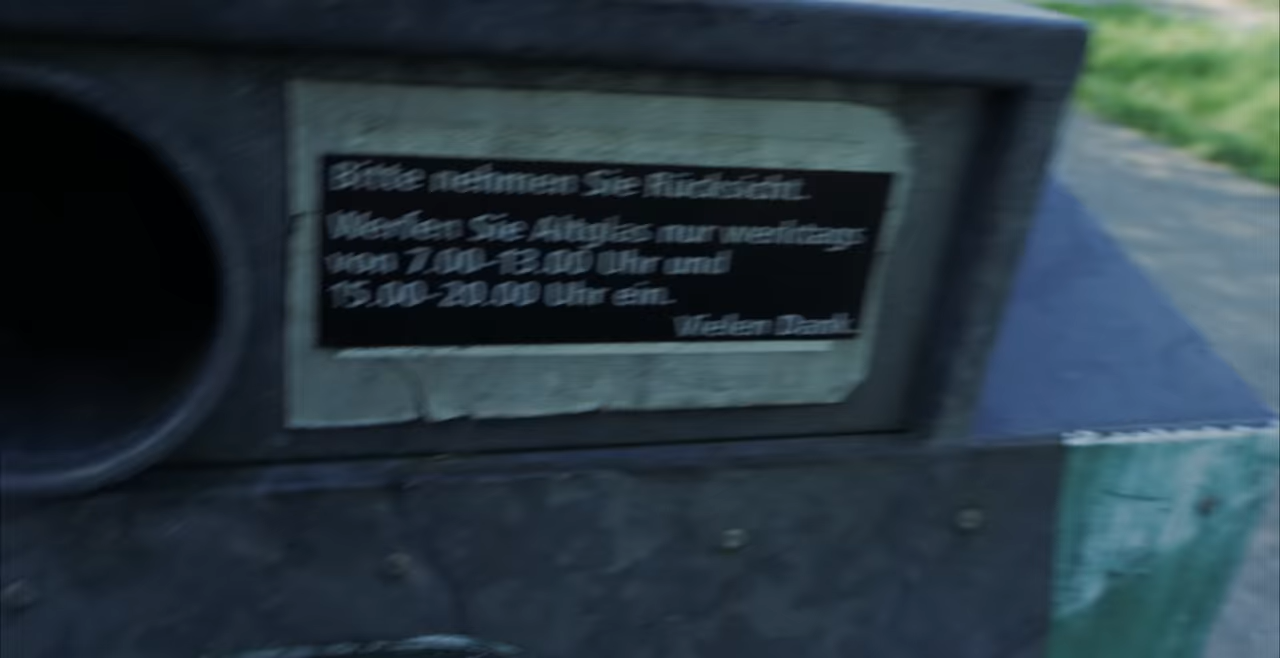 Bitte nehmen Sie Rücksicht.
Werfen Sie Altglas nur werktags
von 7.00-13.00 Uhr und
15.00-20.00 Uhr ein.
Vielen Dank.